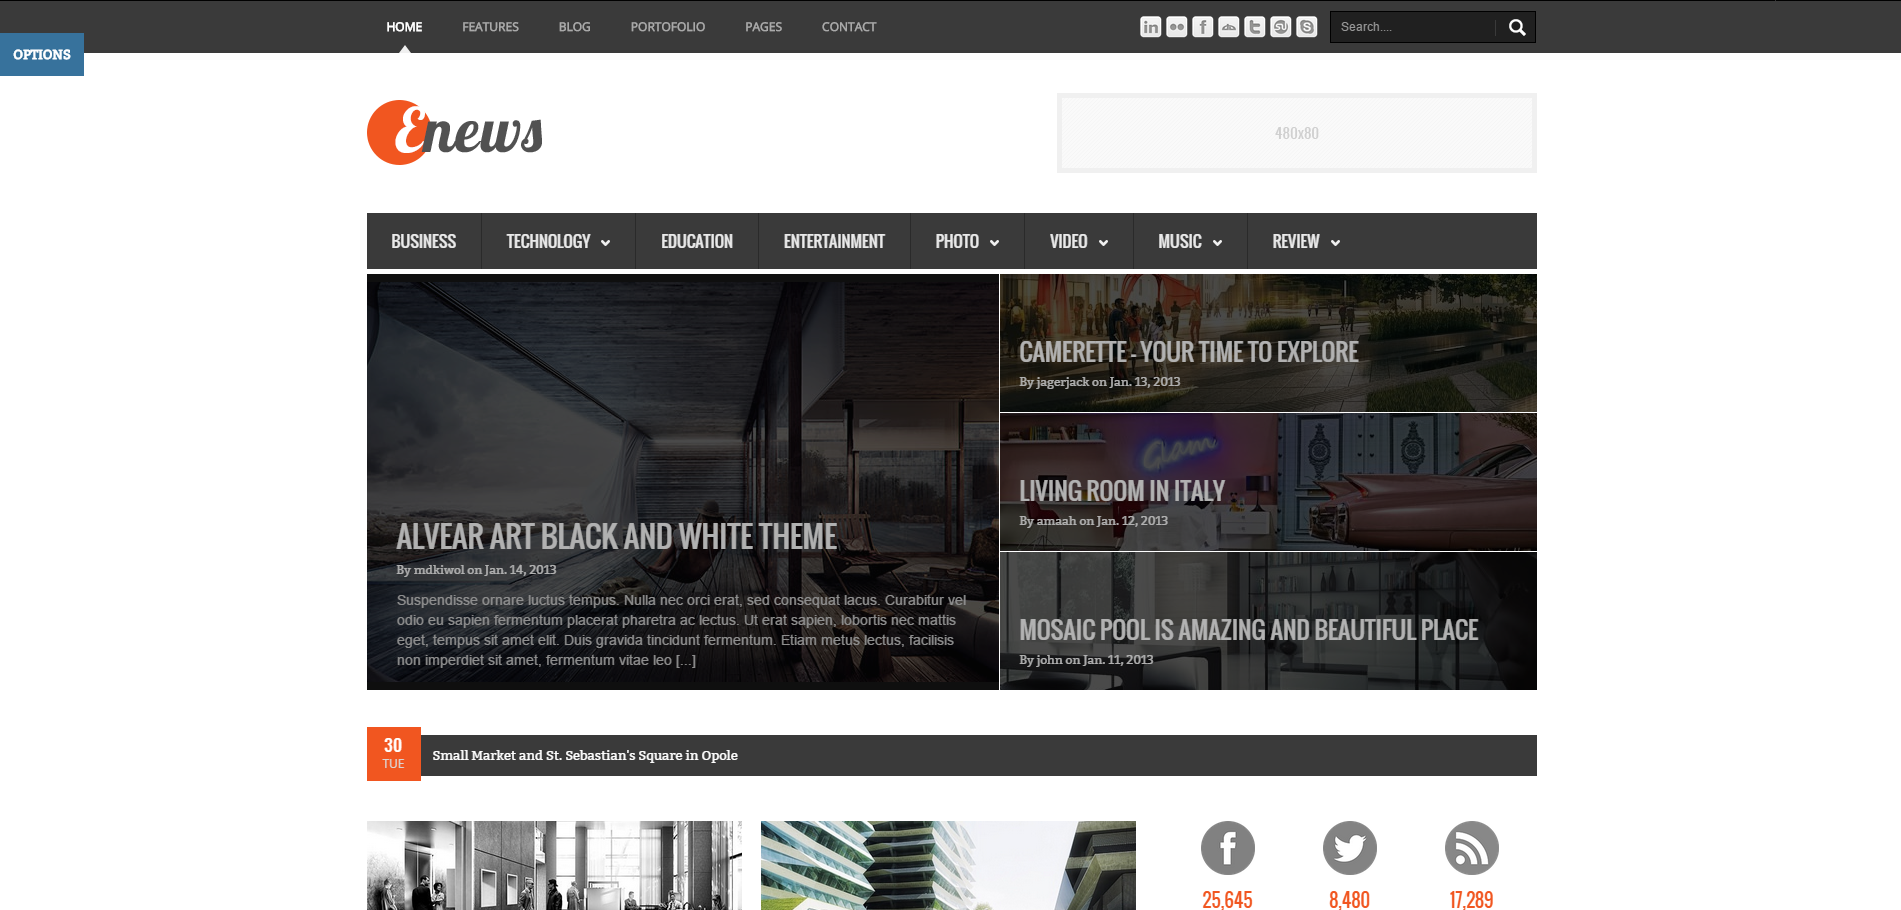 HOME FEATURES BLOG PORTOFOLIO PAGES CONTACT
Search....
OPTIONS
Enews
480x80
BUSINESS TECHNOLOGY EDUCATION ENTERTAINMENT PHOTO VIDEO MUSIC REVIEW
ALVEAR ART BLACK AND WHITE THEME
By mdkiwol on Jan. 14, 2013
Suspendisse ornare luctus tempus. Nulla nec orci erat, sed consequat lacus. Curabitur vel
odio eu sapien fermentum placerat pharetra ac lectus. Ut erat sapien, lobortis nec mattis
eget, tempus sit amet elit. Duis gravida tincidunt fermentum. Etiam metus lectus, facilisis
non imperdiet sit amet, fermentum vitae leo [...]
CAMERETTE - YOUR TIME TO EXPLORE
By jagerjack on Jan. 13, 2013
Glam
LIVING ROOM IN ITALY
By amaah on Jan. 12, 2013
MOSAIC POOL IS AMAZING AND BEAUTIFUL PLACE
By john on Jan. 11, 2013
30
TUE
Small Market and St. Sebastian's Square in Opole
25,645 8,480 17,289